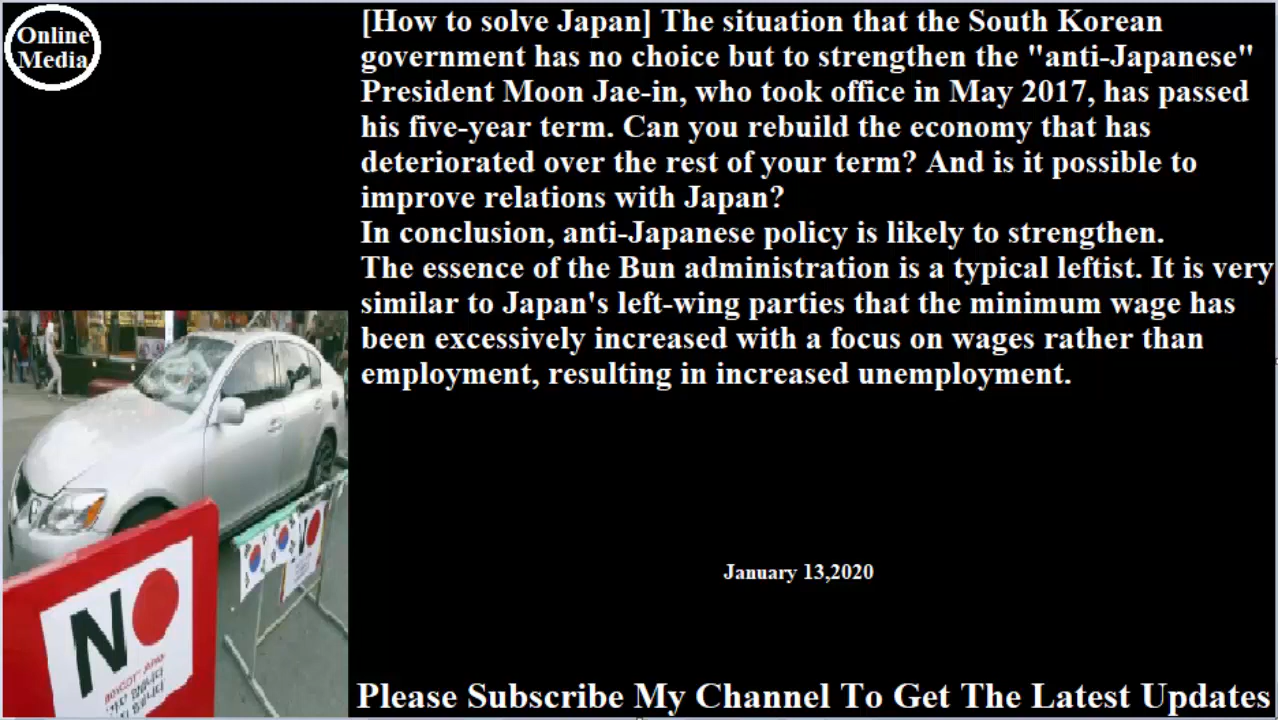 Online
Media
[How to solve Japan] The situation that the South Korean
government has no choice but to strengthen the "anti-Japanese"
President Moon Jae-in, who took office in May 2017, has passed
his five-year term. Can you rebuild the economy that has
deteriorated over the rest of your term? And is it possible to
improve relations with Japan?
In conclusion, anti-Japanese policy is likely to strengthen.
The essence of the Bun administration is a typical leftist. It is very
similar to Japan's left-wing parties that the minimum wage has
been excessively increased with a focus on wages rather than
employment, resulting in increased unemployment.
NO
BOYCOTT JAPAN
January 13,2020
Please Subscribe My Channel To Get The Latest Updates